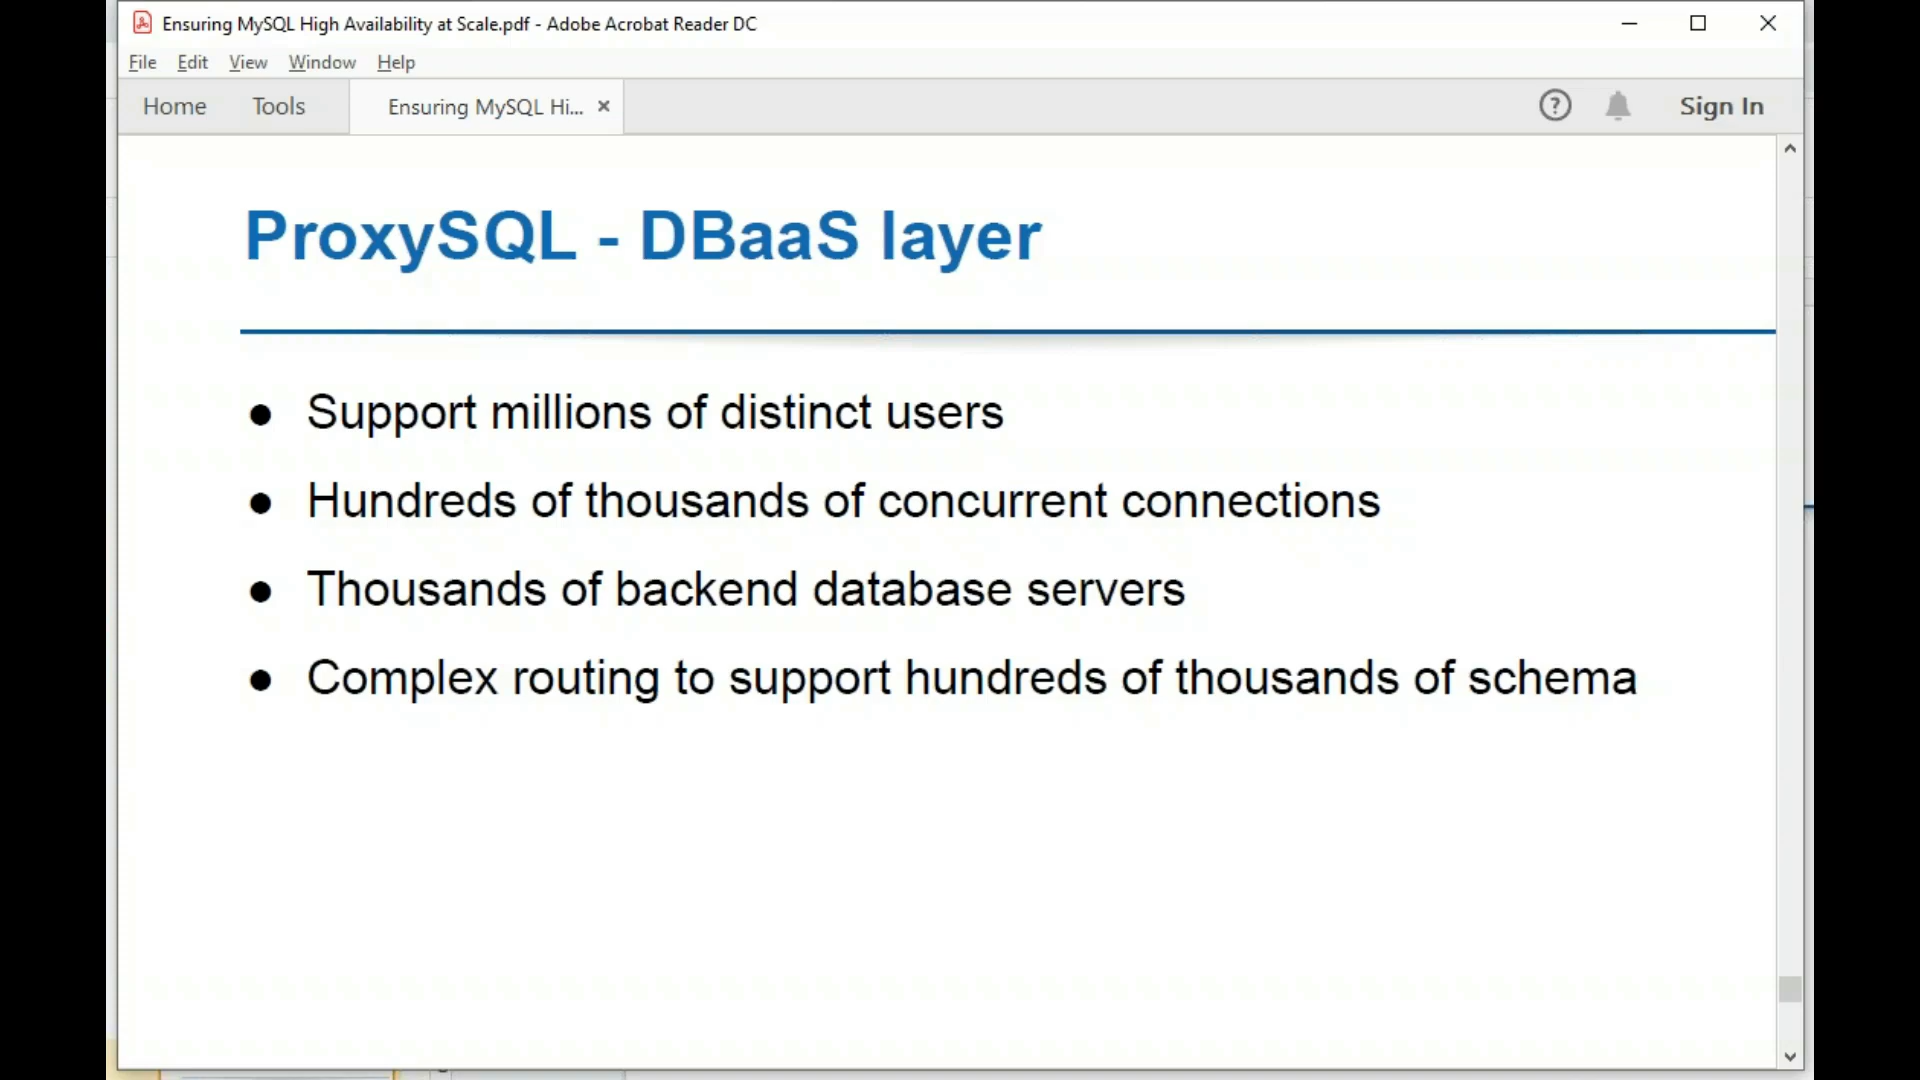 Ensuring MySQL High Availability at Scale.pdf - Adobe Acrobat Reader DC
File Edit View Window Help
Home Tools Ensuring MySQL Hi... Sign In
ProxySQL - DBaaS layer
● Support millions of distinct users
● Hundreds of thousands of concurrent connections
● Thousands of backend database servers
● Complex routing to support hundreds of thousands of schema